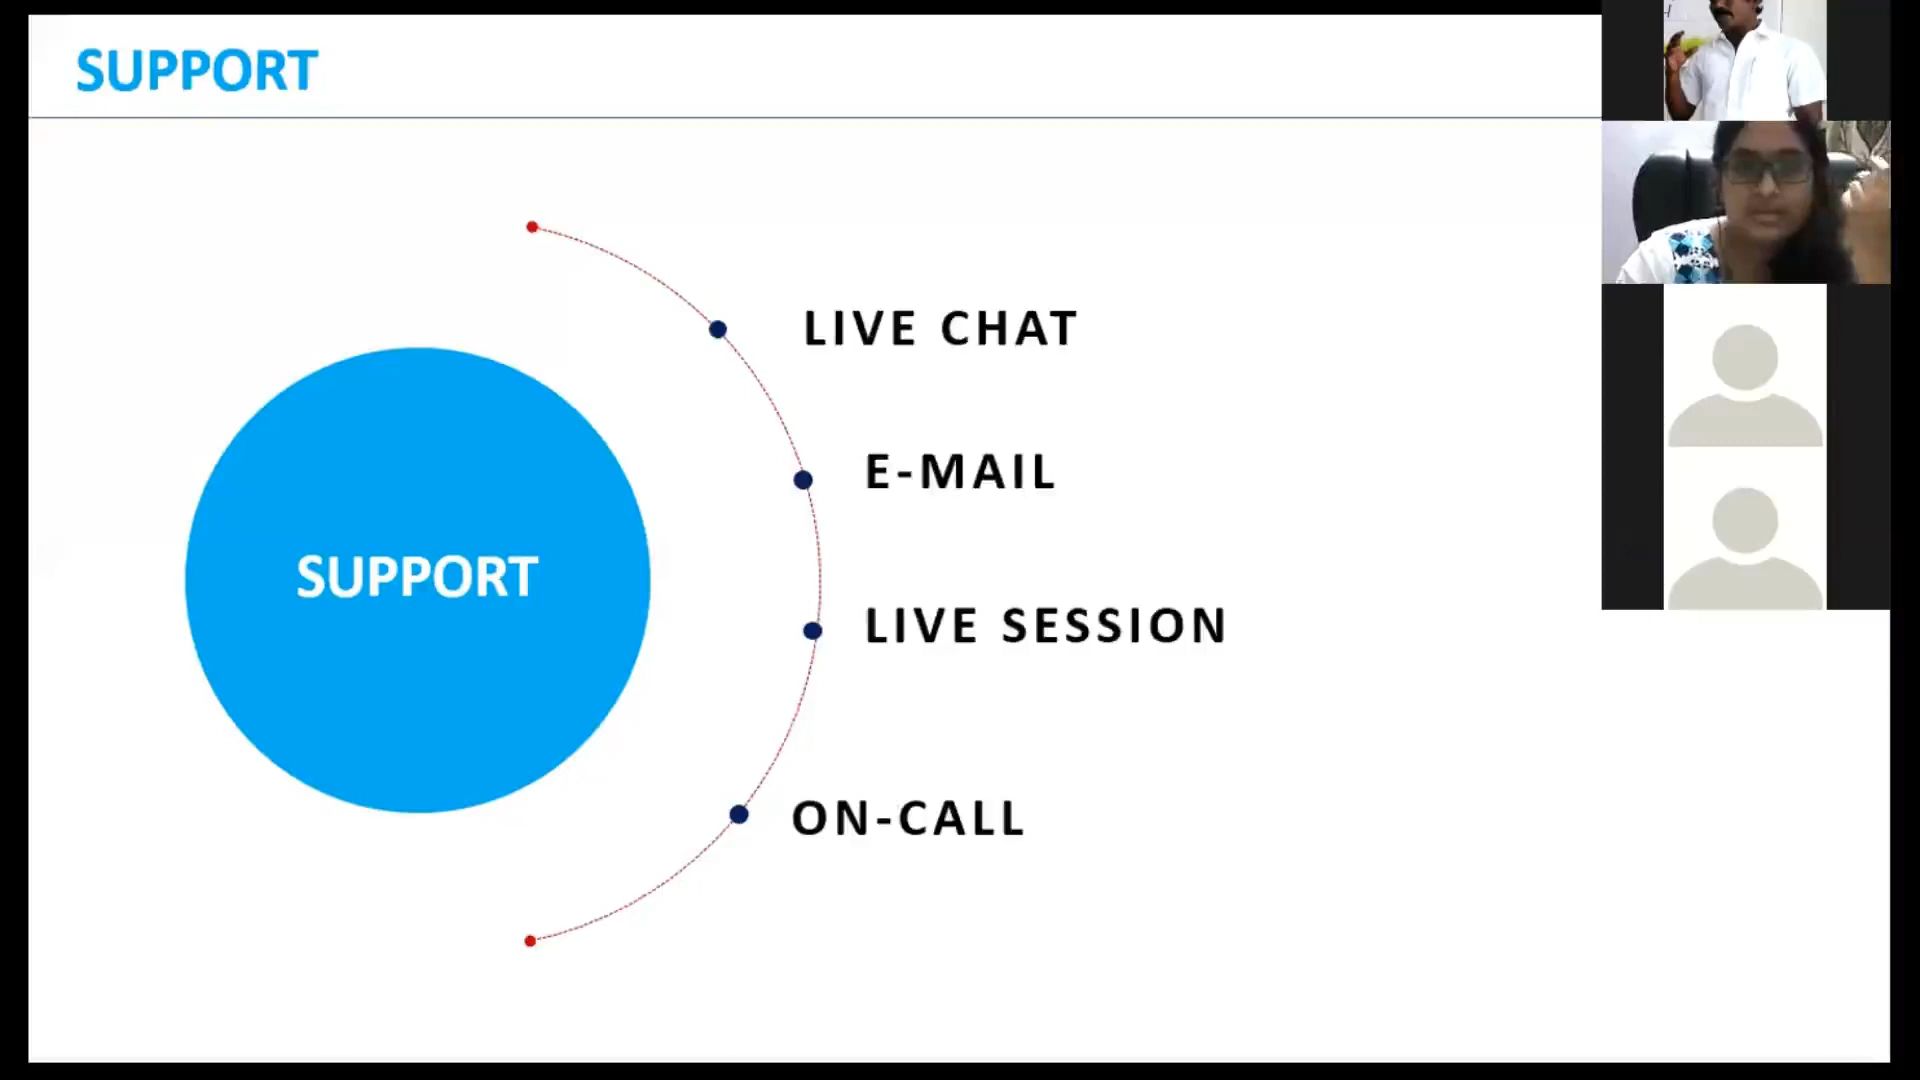 SUPPORT
LIVE CHAT
E-MAIL
SUPPORT
LIVE SESSION
ON-CALL